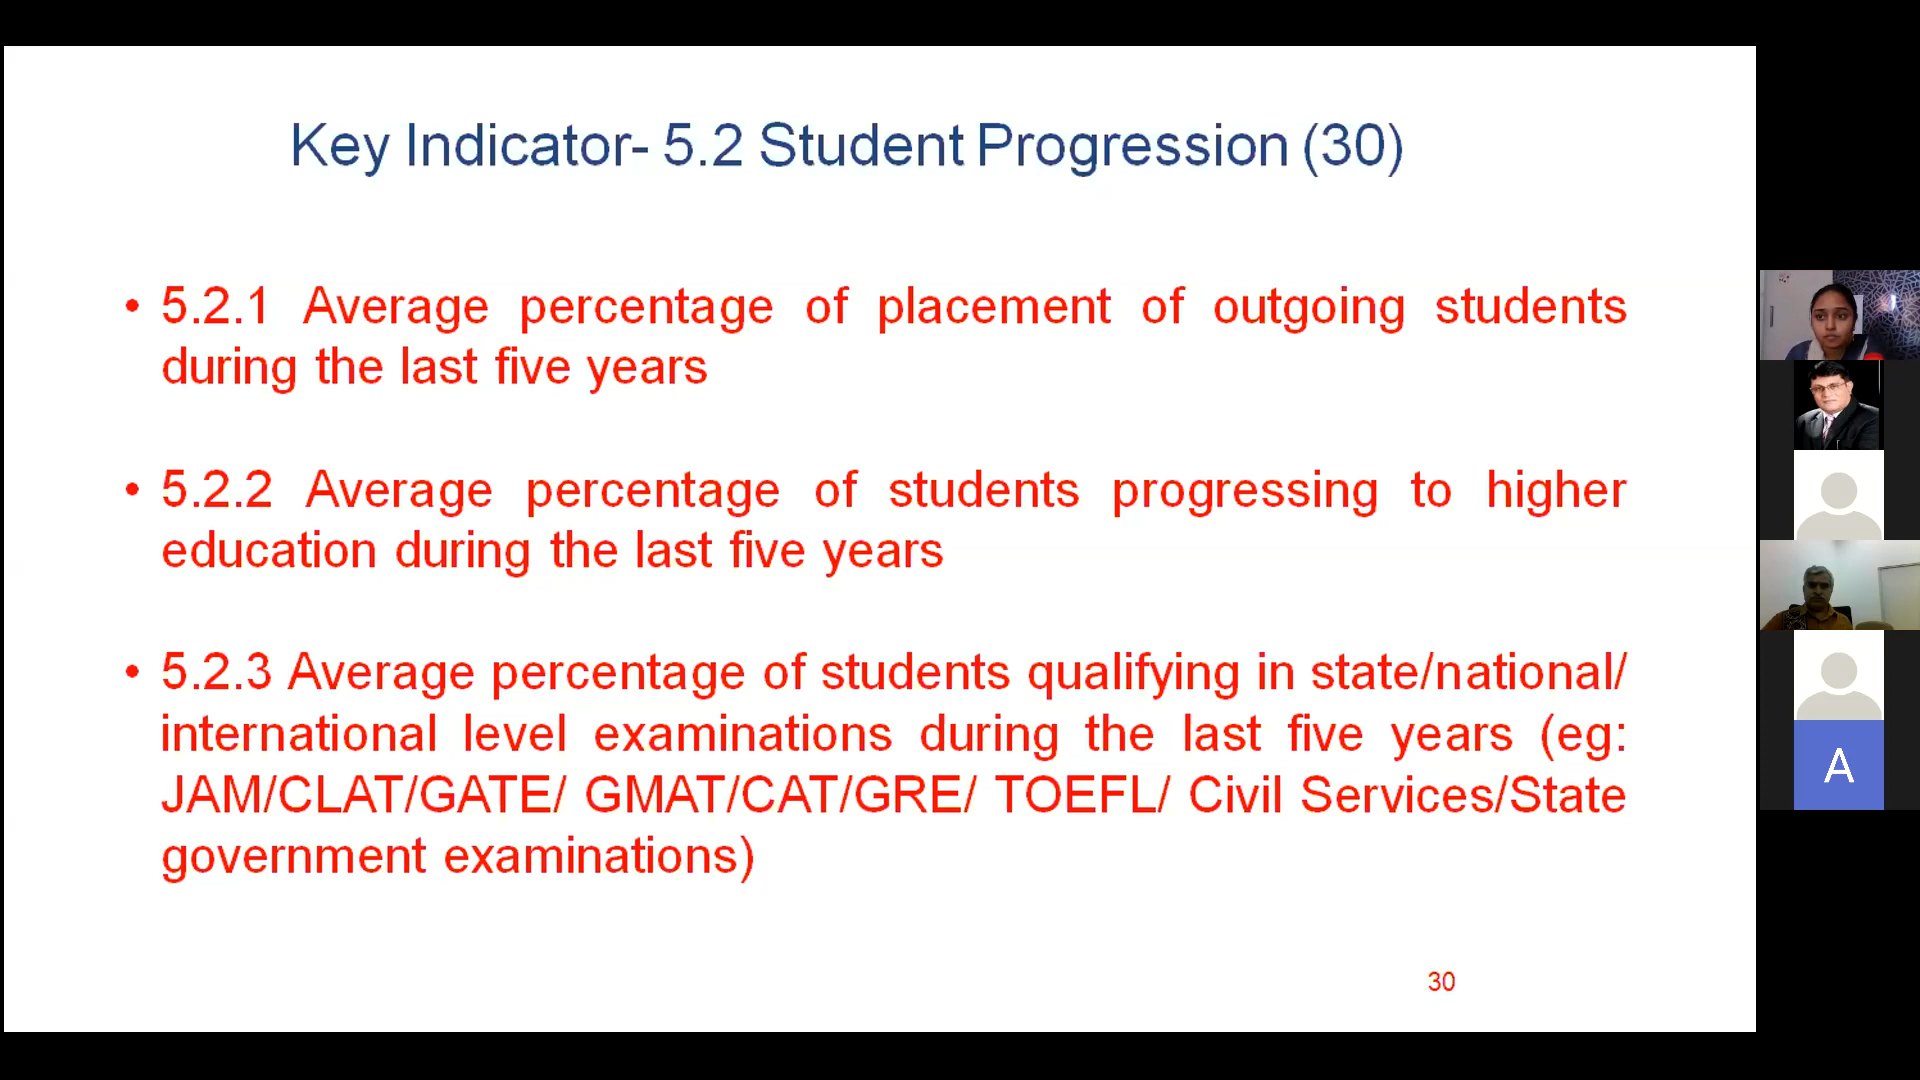 Key Indicator- 5.2 Student Progression (30)
• 5.2.1 Average percentage of placement of outgoing students
during the last five years
• 5.2.2 Average percentage of students progressing to higher
education during the last five years
• 5.2.3 Average percentage of students qualifying in state/national/
international level examinations during the last five years (eg:
JAM/CLAT/GATE/ GMAT/CAT/GRE/ TOEFL/ Civil Services/State
government examinations)
30
A